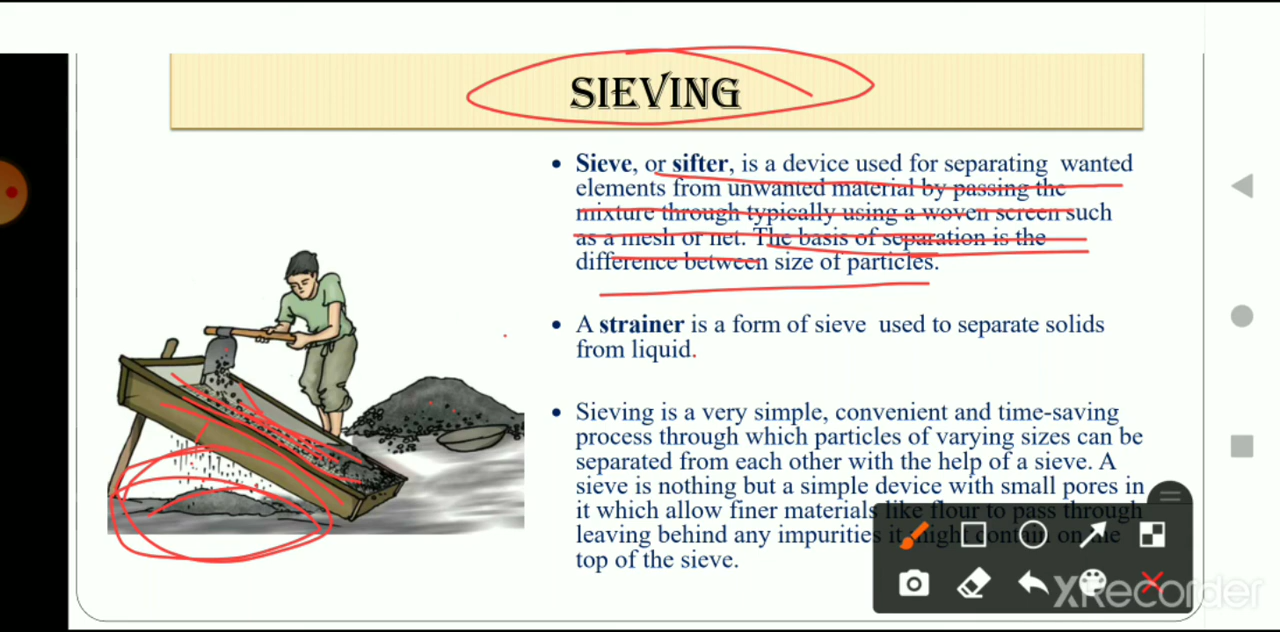 SIEVING
• Sieve, or sifter, is a device used for separating wanted
elements from unwanted material by passing the
mixture through typically using a woven screen such
as a mesh or net. The basis of separation is the
difference between size of particles.
• A strainer is a form of sieve used to separate solids
from liquid.
• Sieving is a very simple, convenient and time-saving
process through which particles of varying sizes can be
separated from each other with the help of a sieve. A
sieve is nothing but a simple device with small pores in
it which allow finer materials like flour to pass through
leaving behind any impurities it might contain on the
top of the sieve.
XRecorder